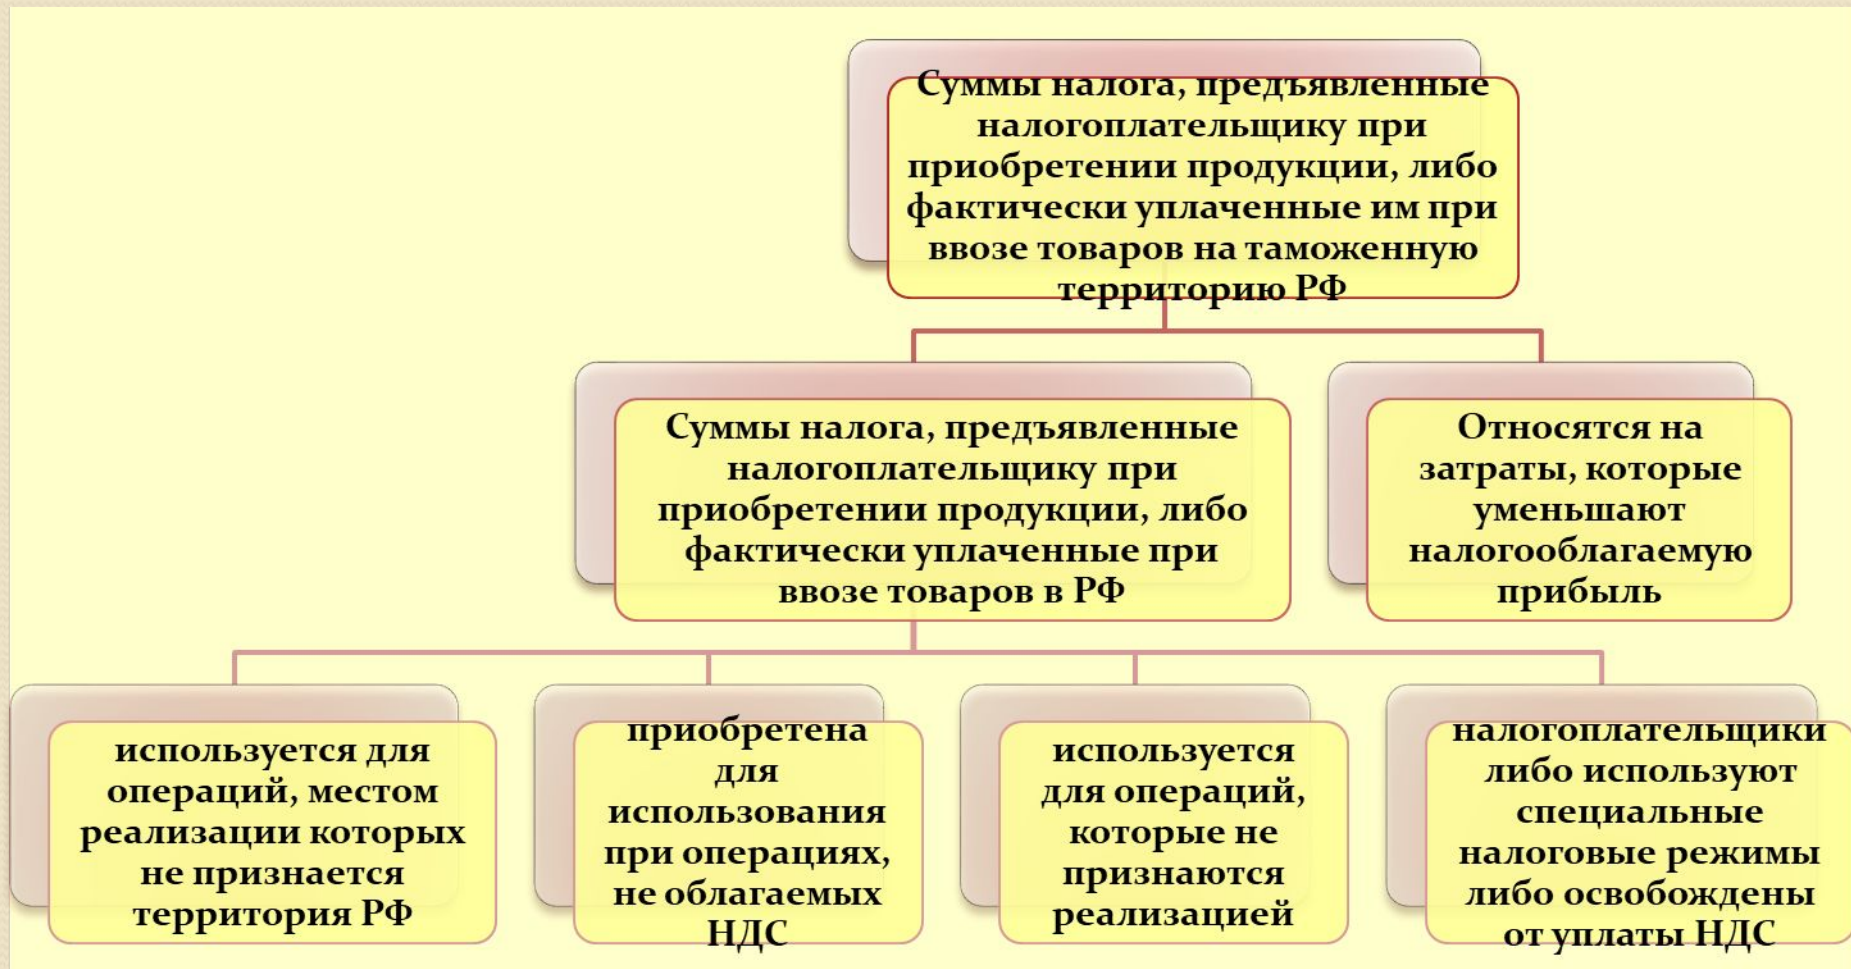 Суммы налога, предъявленные
налогоплательщику при
приобретении продукции, либо
фактически уплаченные им при
ввозе товаров на таможенную
территорию РФ
Суммы налога, предъявленные
налогоплательщику при
приобретении продукции, либо
фактически уплаченные при
ввозе товаров в РФ
Относятся на
затраты, которые
уменьшают
налогооблагаемую
прибыль
используется для
операций, местом
реализации которых
не признается
территория РФ
приобретена
для
использования
при операциях,
не облагаемых
НДС
используется
для операций,
которые не
признаются
реализацией
налогоплательщики
либо используют
специальные
налоговые режимы
либо освобождены
от уплаты НДС